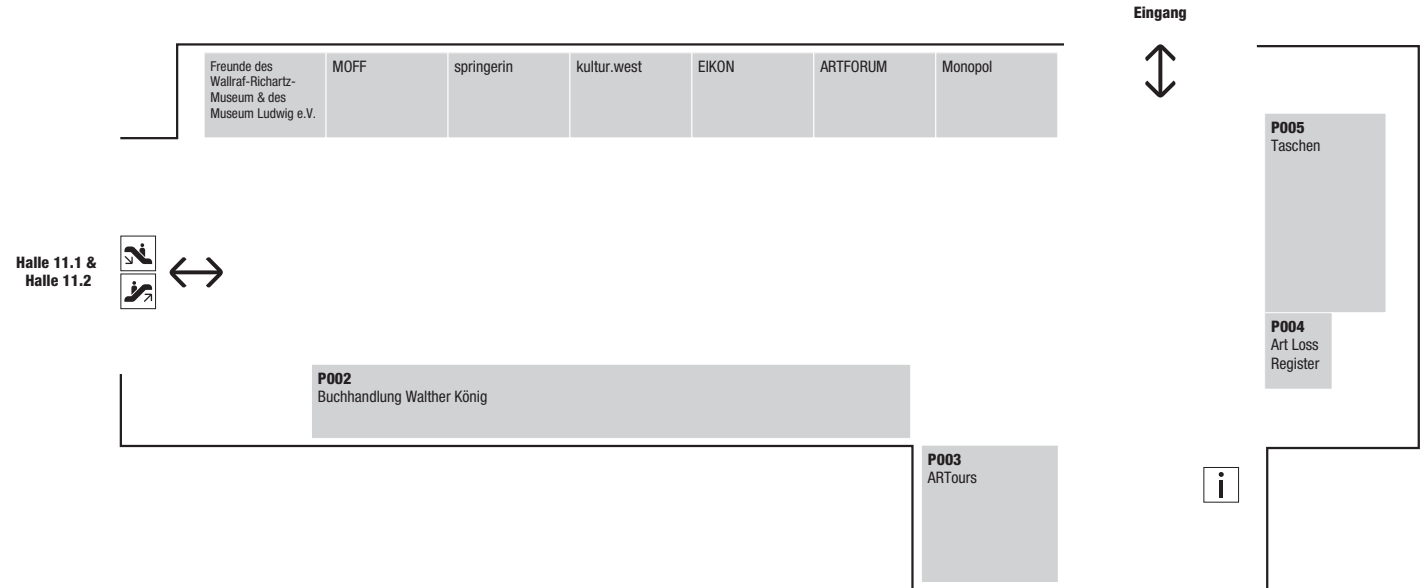 Eingang
Freunde des
Wallraf-Richartz-
Museum & des
Museum Ludwig e.V.
MOFF
springerin
kultur.west
EIKON
ARTFORUM
Monopol
P005
Taschen
Halle 11.1 &
Halle 11.2
P004
Art Loss
Register
P002
Buchhandlung Walther König
P003
ARTours
i